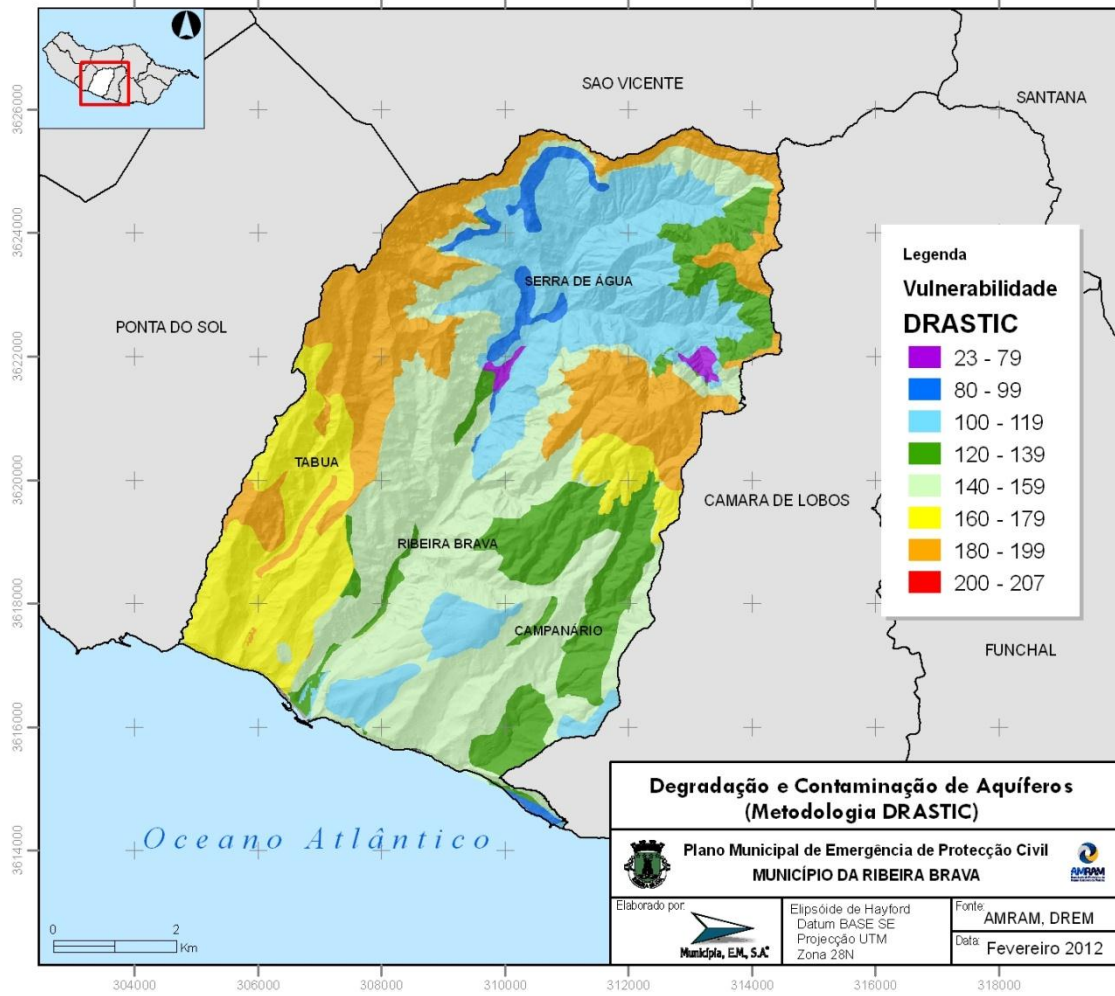 3626000
3624000
3622000
3620000
3618000
3616000
3614000
SAO VICENTE
SANTANA
PONTA DO SOL
SERRA DE ÁGUA
TABUA
RIBEIRA BRAVA
CAMPANÁRIO
CAMARA DE LOBOS
FUNCHAL
Oceano Atlântico
Legenda
Vulnerabilidade
DRASTIC
23 - 79
80 - 99
100 - 119
120 - 139
140 - 159
160 - 179
180 - 199
200 - 207
0 2
Km
Degradação e Contaminação de Aquíferos
(Metodologia DRASTIC)
Plano Municipal de Emergência de Protecção Civil
MUNICÍPIO DA RIBEIRA BRAVA
AMRAM
Elaborado por:
Municípia, E.M., S.A.
Elipsóide de Hayford
Datum BASE SE
Projecção UTM
Zona 28N
Fonte:
AMRAM, DREM
Data:
Fevereiro 2012
304000
306000
308000
310000
312000
314000
316000
318000